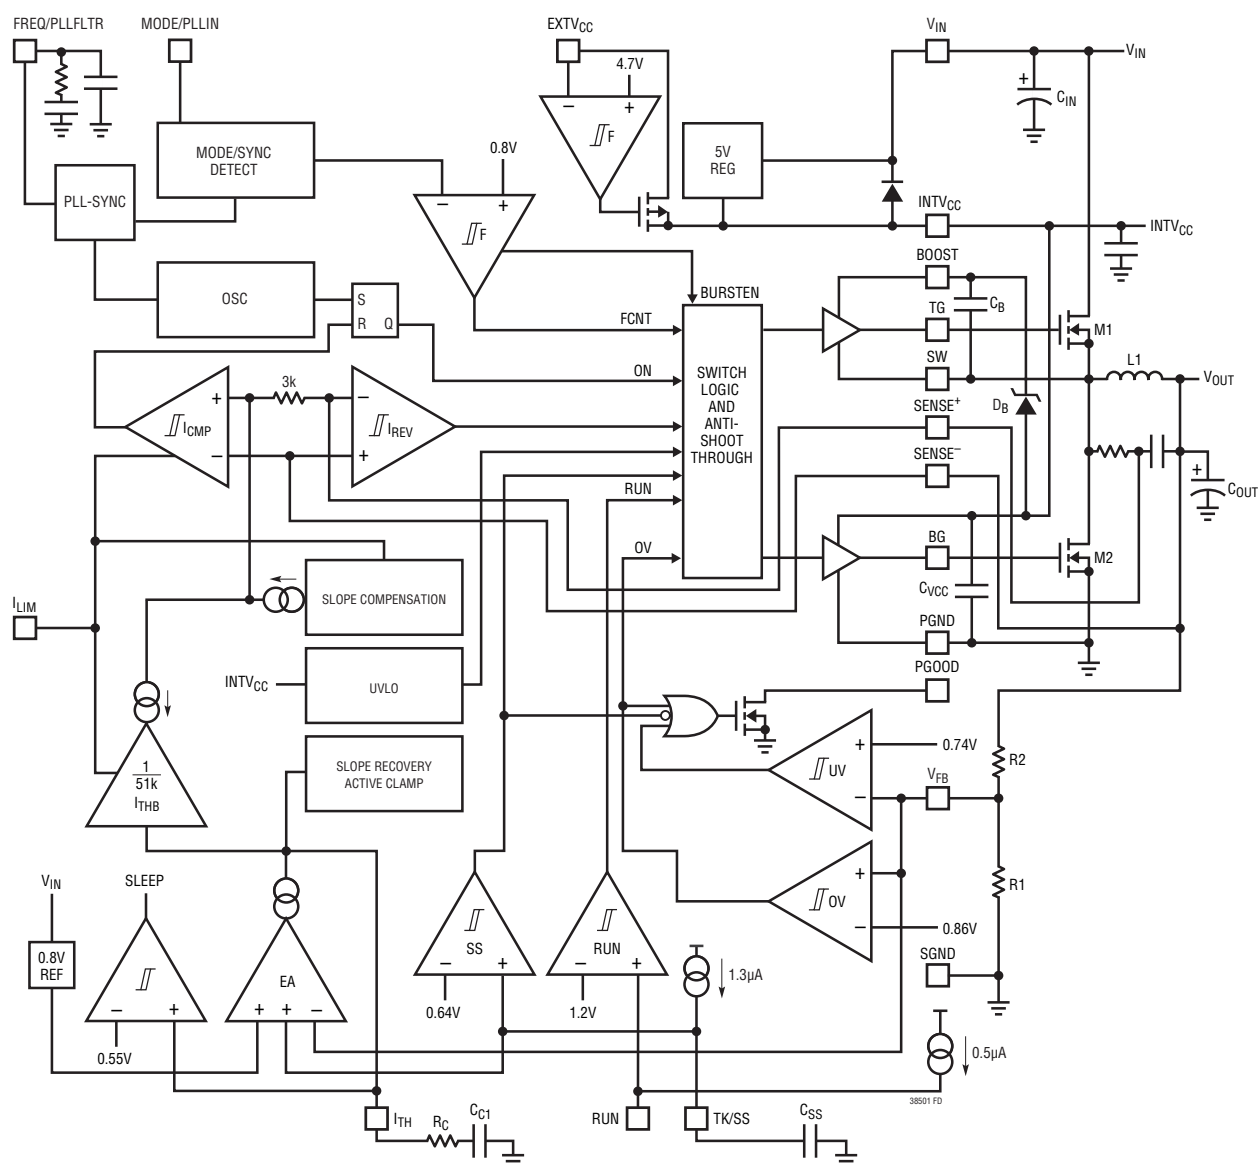 FREQ/PLLFLTR
MODE/PLLIN
EXTVCC
VIN
VIN
4.7V
CIN
−
+
F
MODE/SYNC
DETECT
0.8V
5V
REG
PLL-SYNC
−
+
F
INTVCC
INTVCC
BOOST
OSC
S
R
Q
BURSTEN
FCNT
CB
TG
M1
SW
L1
VOUT
ON
3k
SWITCH
LOGIC
AND
ANTI-
SHOOT
THROUGH
+
−
ICMP
−
+
IREV
SENSE+
DB
SENSE−
RUN
+
COUT
OV
BG
M2
CVCC
ILIM
SLOPE COMPENSATION
PGND
PGOOD
INTVCC
UVLO
1
51k
ITHB
SLOPE RECOVERY
ACTIVE CLAMP
+
−
UV
0.74V
R2
VFB
VIN
SLEEP
+
−
OV
R1
0.86V
0.8V
REF
SS
RUN
SGND
EA
−
+
−
+
1.3µA
−
+
+
+
−
0.64V
1.2V
0.55V
0.5µA
38501 FD
ITH
RC
CC1
RUN
TK/SS
CSS